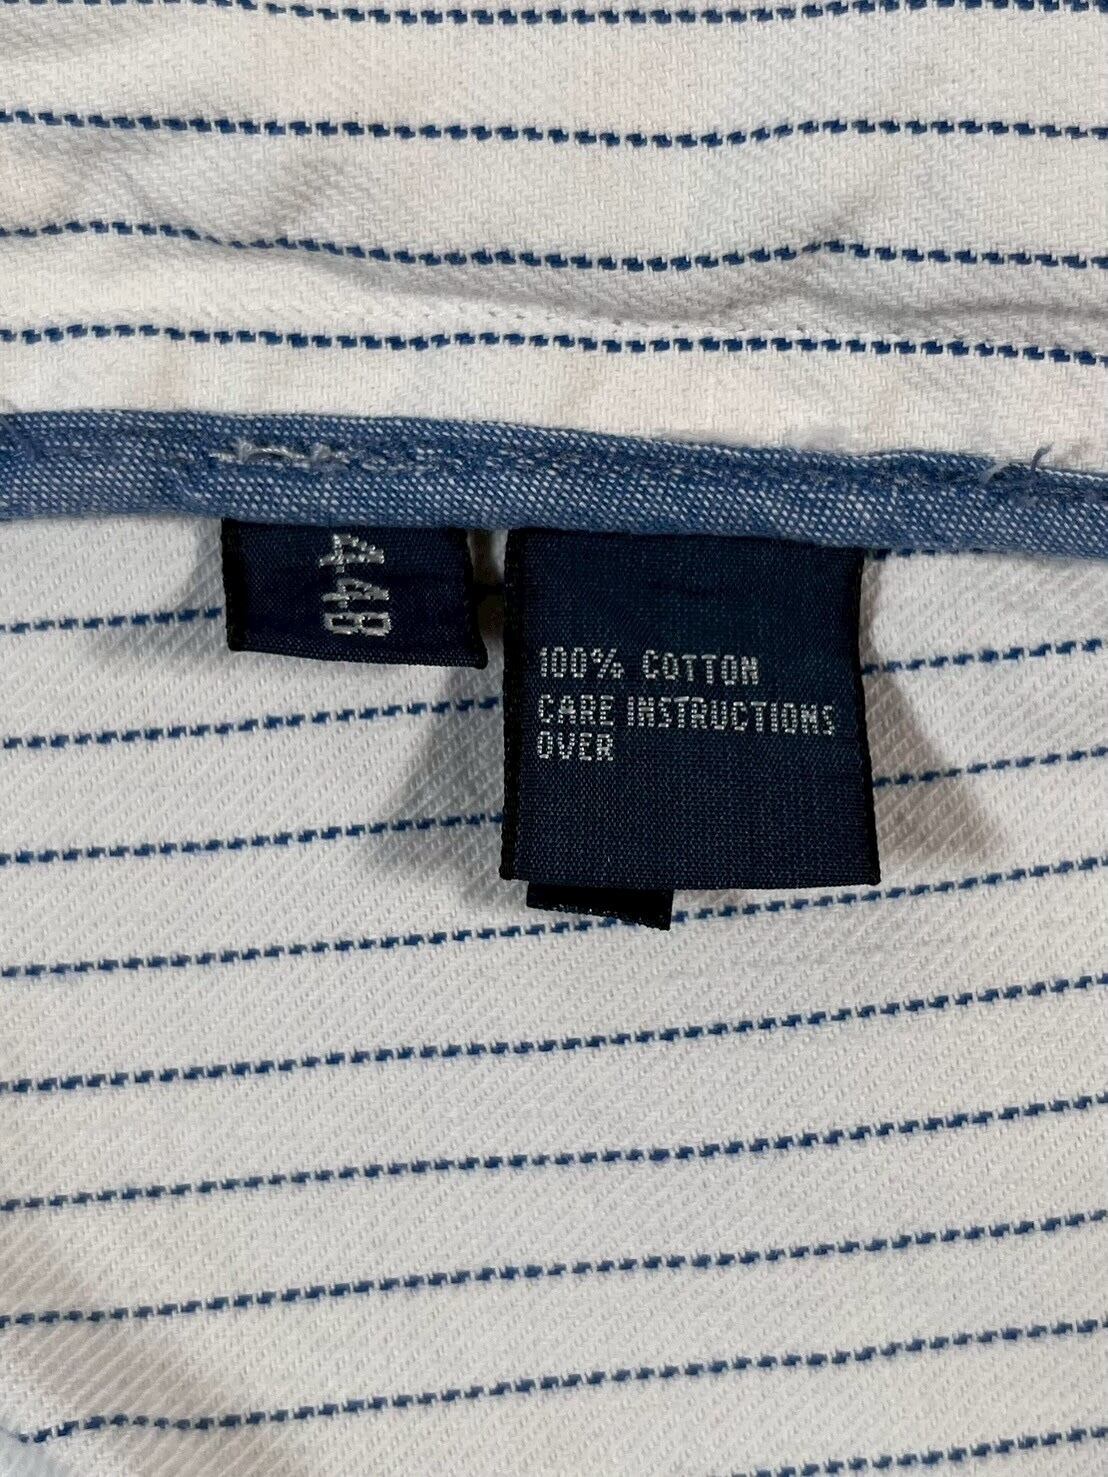 448
100% COTTON
CARE INSTRUCTIONS
OVER